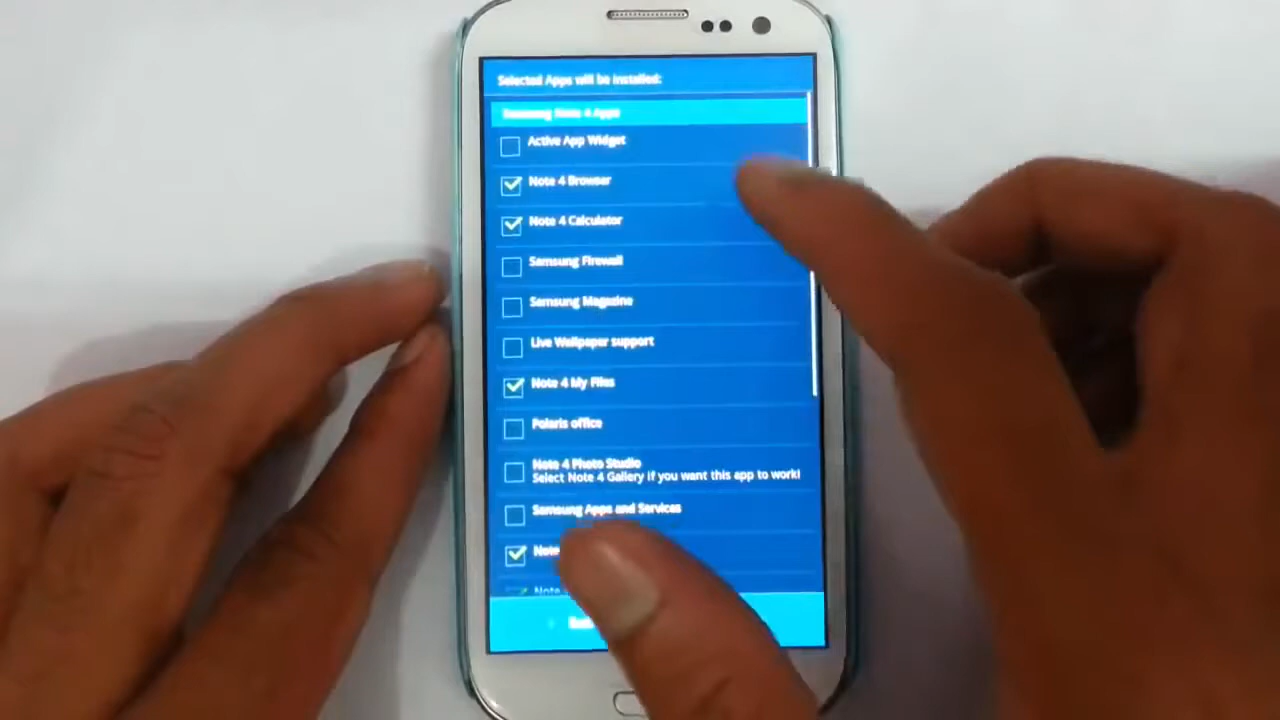 Selected Apps will be installed:
Samsung Note 4 Apps
Active App Widget
Note 4 Browser
Note 4 Calculator
Samsung Firewall
Samsung Magazine
Live Wallpaper support
Note 4 My Files
Polaris office
Note 4 Photo Studio
Select Note 4 Gallery if you want this app to work!
Samsung Apps and Services
Note
Note